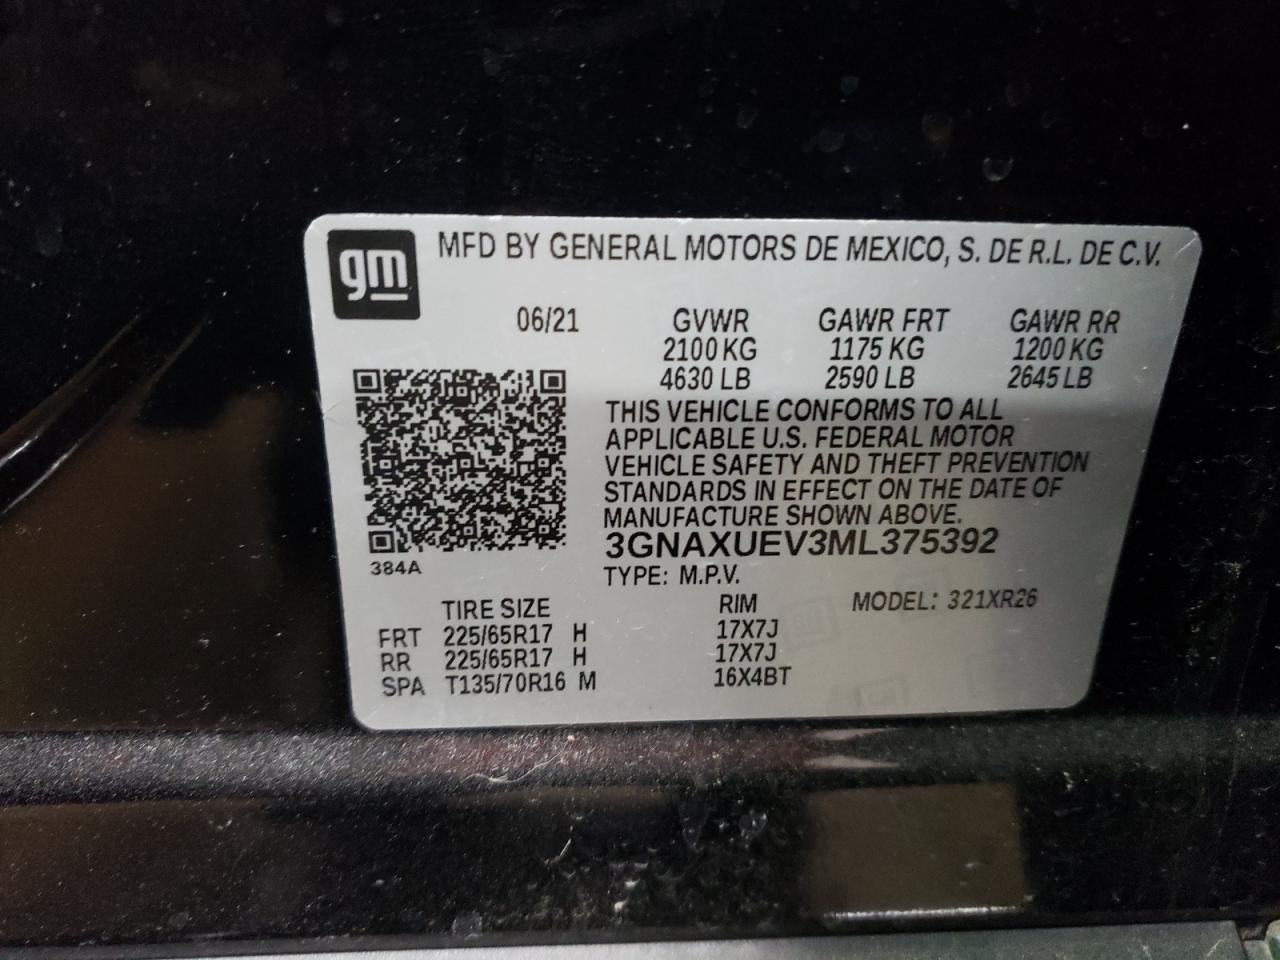 gm
MFD BY GENERAL MOTORS DE MEXICO, S. DE R.L. DE C.V.
06/21 GVWR GAWR FRT GAWR RR
2100 KG 1175 KG 1200 KG
4630 LB 2590 LB 2645 LB
THIS VEHICLE CONFORMS TO ALL
APPLICABLE U.S. FEDERAL MOTOR
VEHICLE SAFETY AND THEFT PREVENTION
STANDARDS IN EFFECT ON THE DATE OF
MANUFACTURE SHOWN ABOVE.
3GNAXUEV3ML375392
384A
TYPE: M.P.V.
TIRE SIZE RIM MODEL: 321XR26
FRT 225/65R17 H 17X7J
RR 225/65R17 H 17X7J
SPA T135/70R16 M 16X4BT